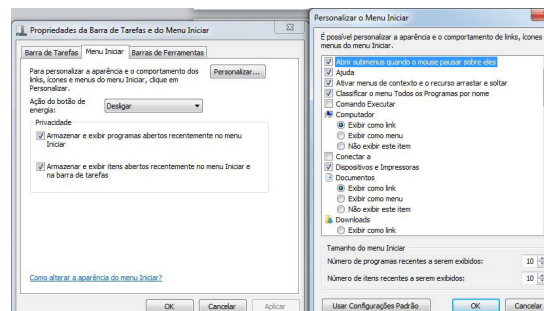 Propriedades da Barra de Tarefas e do Menu Iniciar
Barra de Tarefas Menu Iniciar Barras de Ferramentas
Para personalizar a aparência e o comportamento dos
links, ícones e menus do menu Iniciar, clique em
Personalizar.
Personalizar...
Ação do botão de
energia:
Desligar
Privacidade
Armazenar e exibir programas abertos recentemente no menu
Iniciar
Armazenar e exibir itens abertos recentemente no menu Iniciar e
na barra de tarefas
Como alterar a aparência do menu Iniciar?
OK Cancelar Aplicar
Personalizar o Menu Iniciar
É possível personalizar a aparência e o comportamento de links, ícones
menus do menu Iniciar.
Abrir submenus quando o mouse pausar sobre eles
Ajuda
Ativar menus de contexto e o recurso arrastar e soltar
Classificar o menu Todos os Programas por nome
Comando Executar
Computador
Exibir como link
Exibir como menu
Não exibir este item
Conectar a
Dispositivos e Impressoras
Documentos
Exibir como link
Exibir como menu
Não exibir este item
Downloads
Exibir como link
Tamanho do menu Iniciar
Número de programas recentes a serem exibidos: 10
Número de itens recentes a serem exibidos: 10
Usar Configurações Padrão OK Cancelar